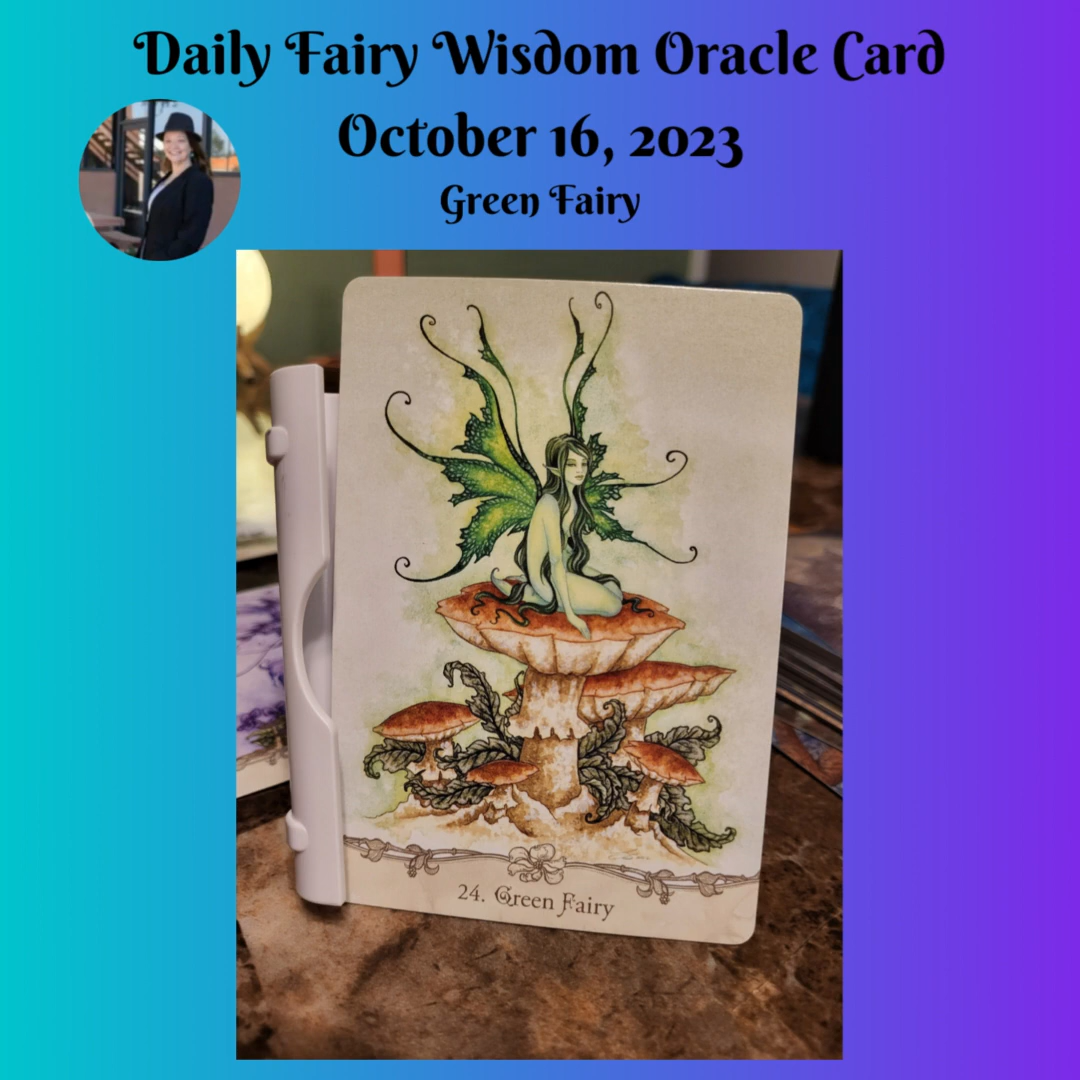 Daily Fairy Wisdom Oracle Card
October 16, 2023
Green Fairy
24. Green Fairy